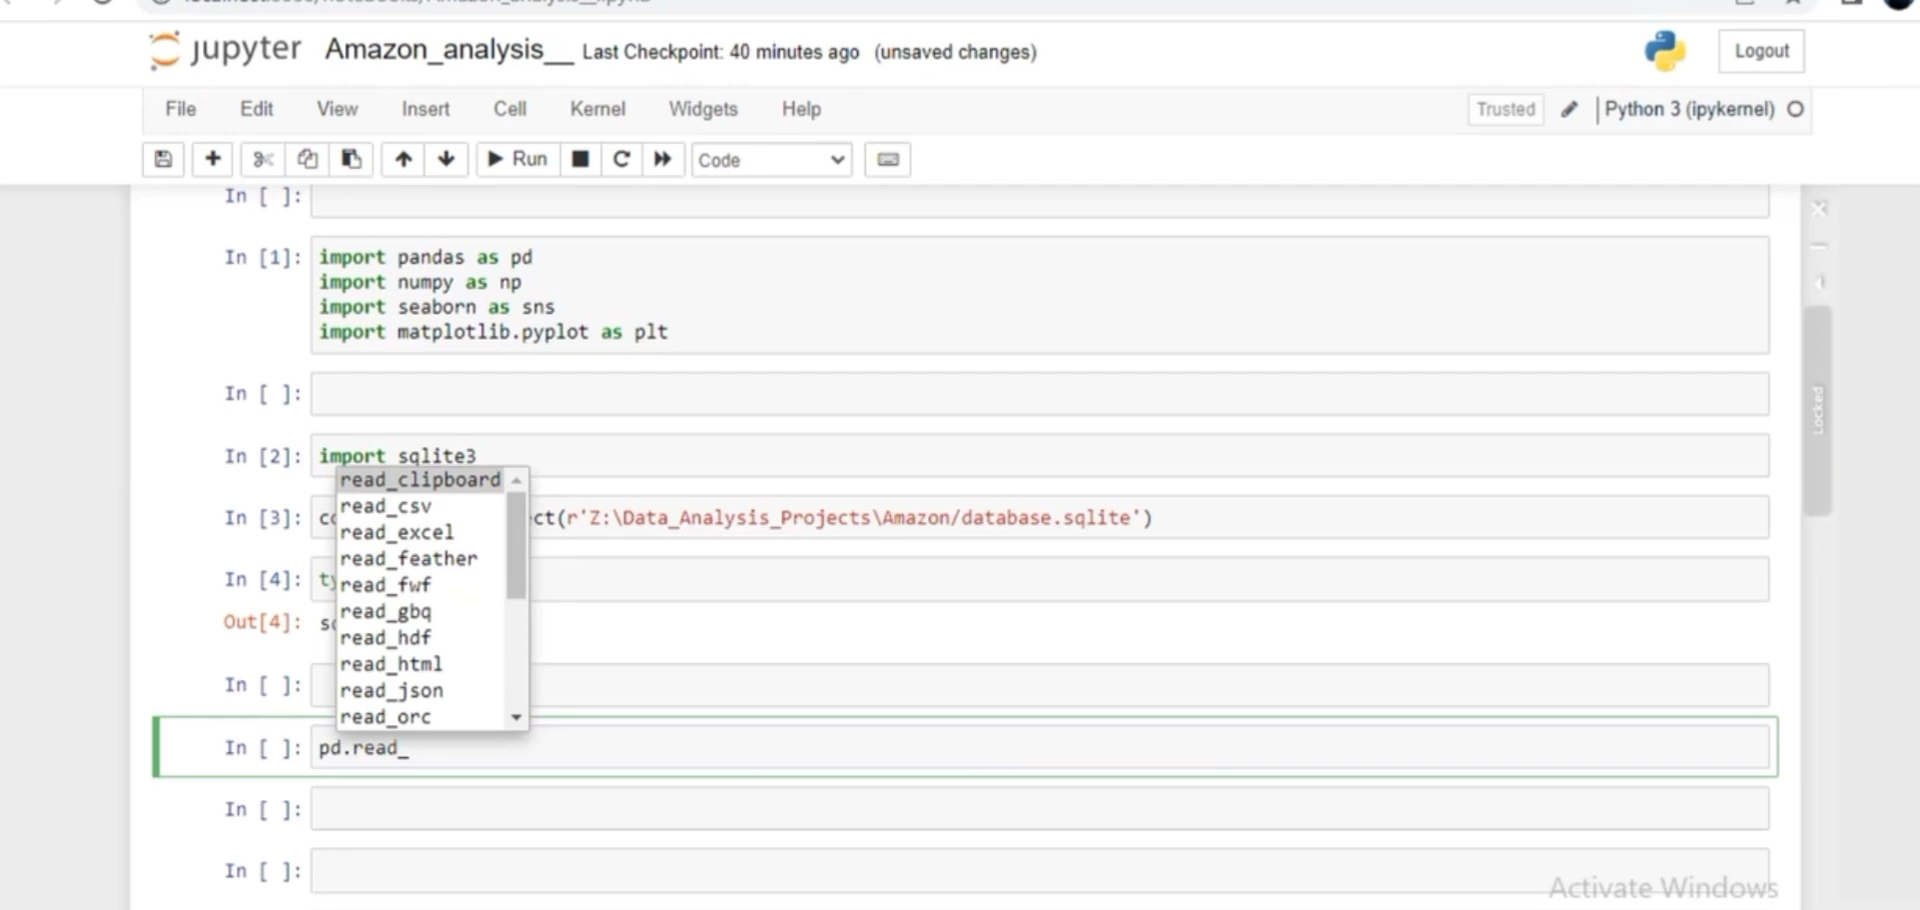 jupyter Amazon_analysis__ Last Checkpoint: 40 minutes ago (unsaved changes)
Logout
File Edit View Insert Cell Kernel Widgets Help
Trusted Python 3 (ipykernel)
Run Code
In [ ]:
In [1]: import pandas as pd
import numpy as np
import seaborn as sns
import matplotlib.pyplot as plt
In [ ]:
In [2]: import sqlite3
In [3]: ct(r'Z:\Data_Analysis_Projects\Amazon/database.sqlite')
In [4]: ty
Out[4]:
read_clipboard
read_csv
read_excel
read_feather
read_fwf
read_gbq
read_hdf
read_html
read_json
read_orc
In [ ]:
In [ ]: pd.read_
In [ ]:
In [ ]:
Locked
Activate Windows